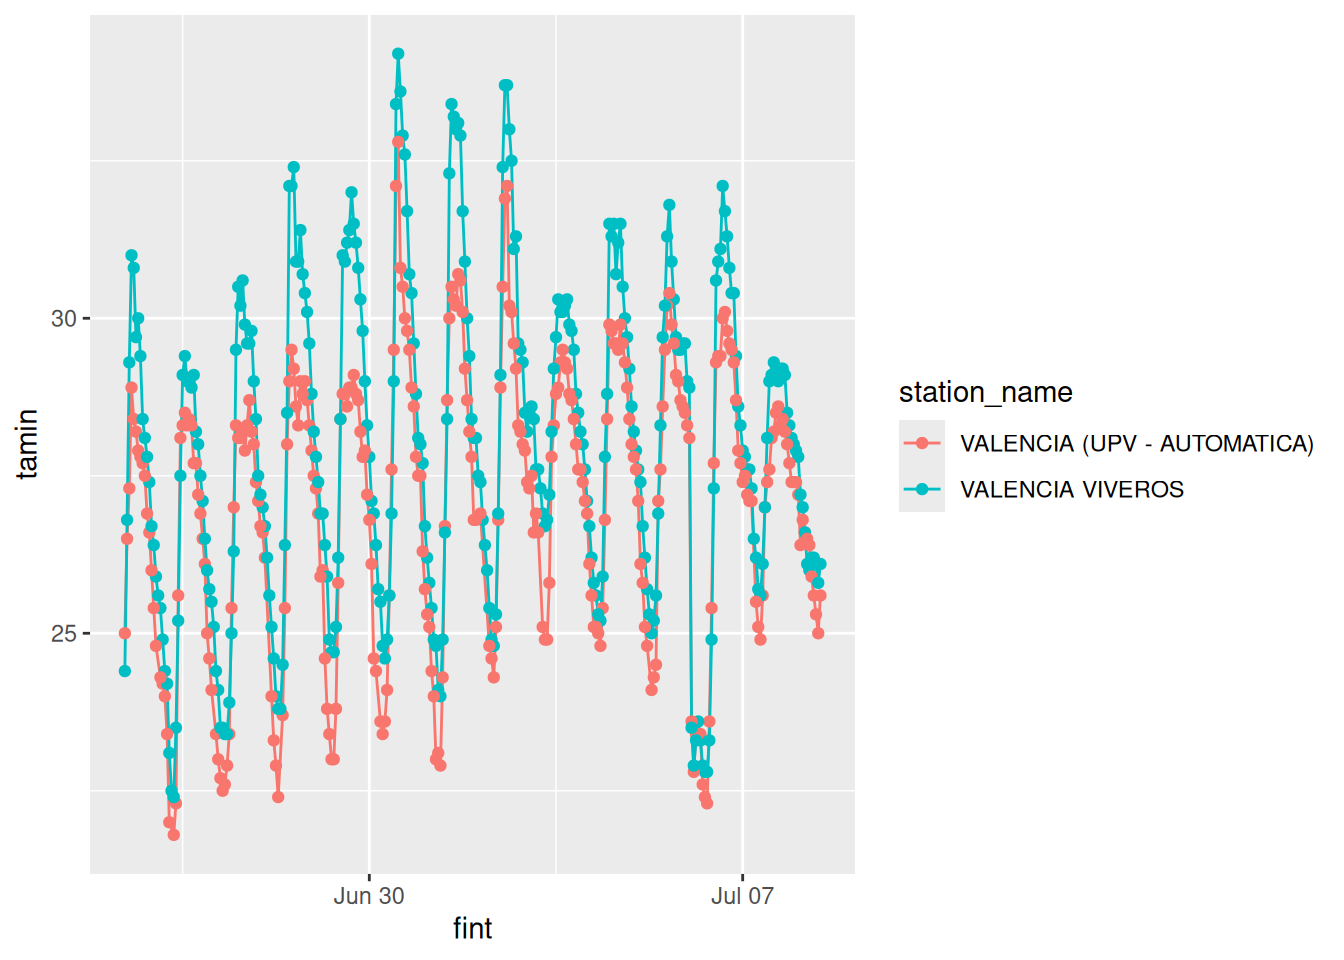 tamin
30
25
Jun 30
Jul 07
fint
station_name
VALENCIA (UPV - AUTOMATICA)
VALENCIA VIVEROS